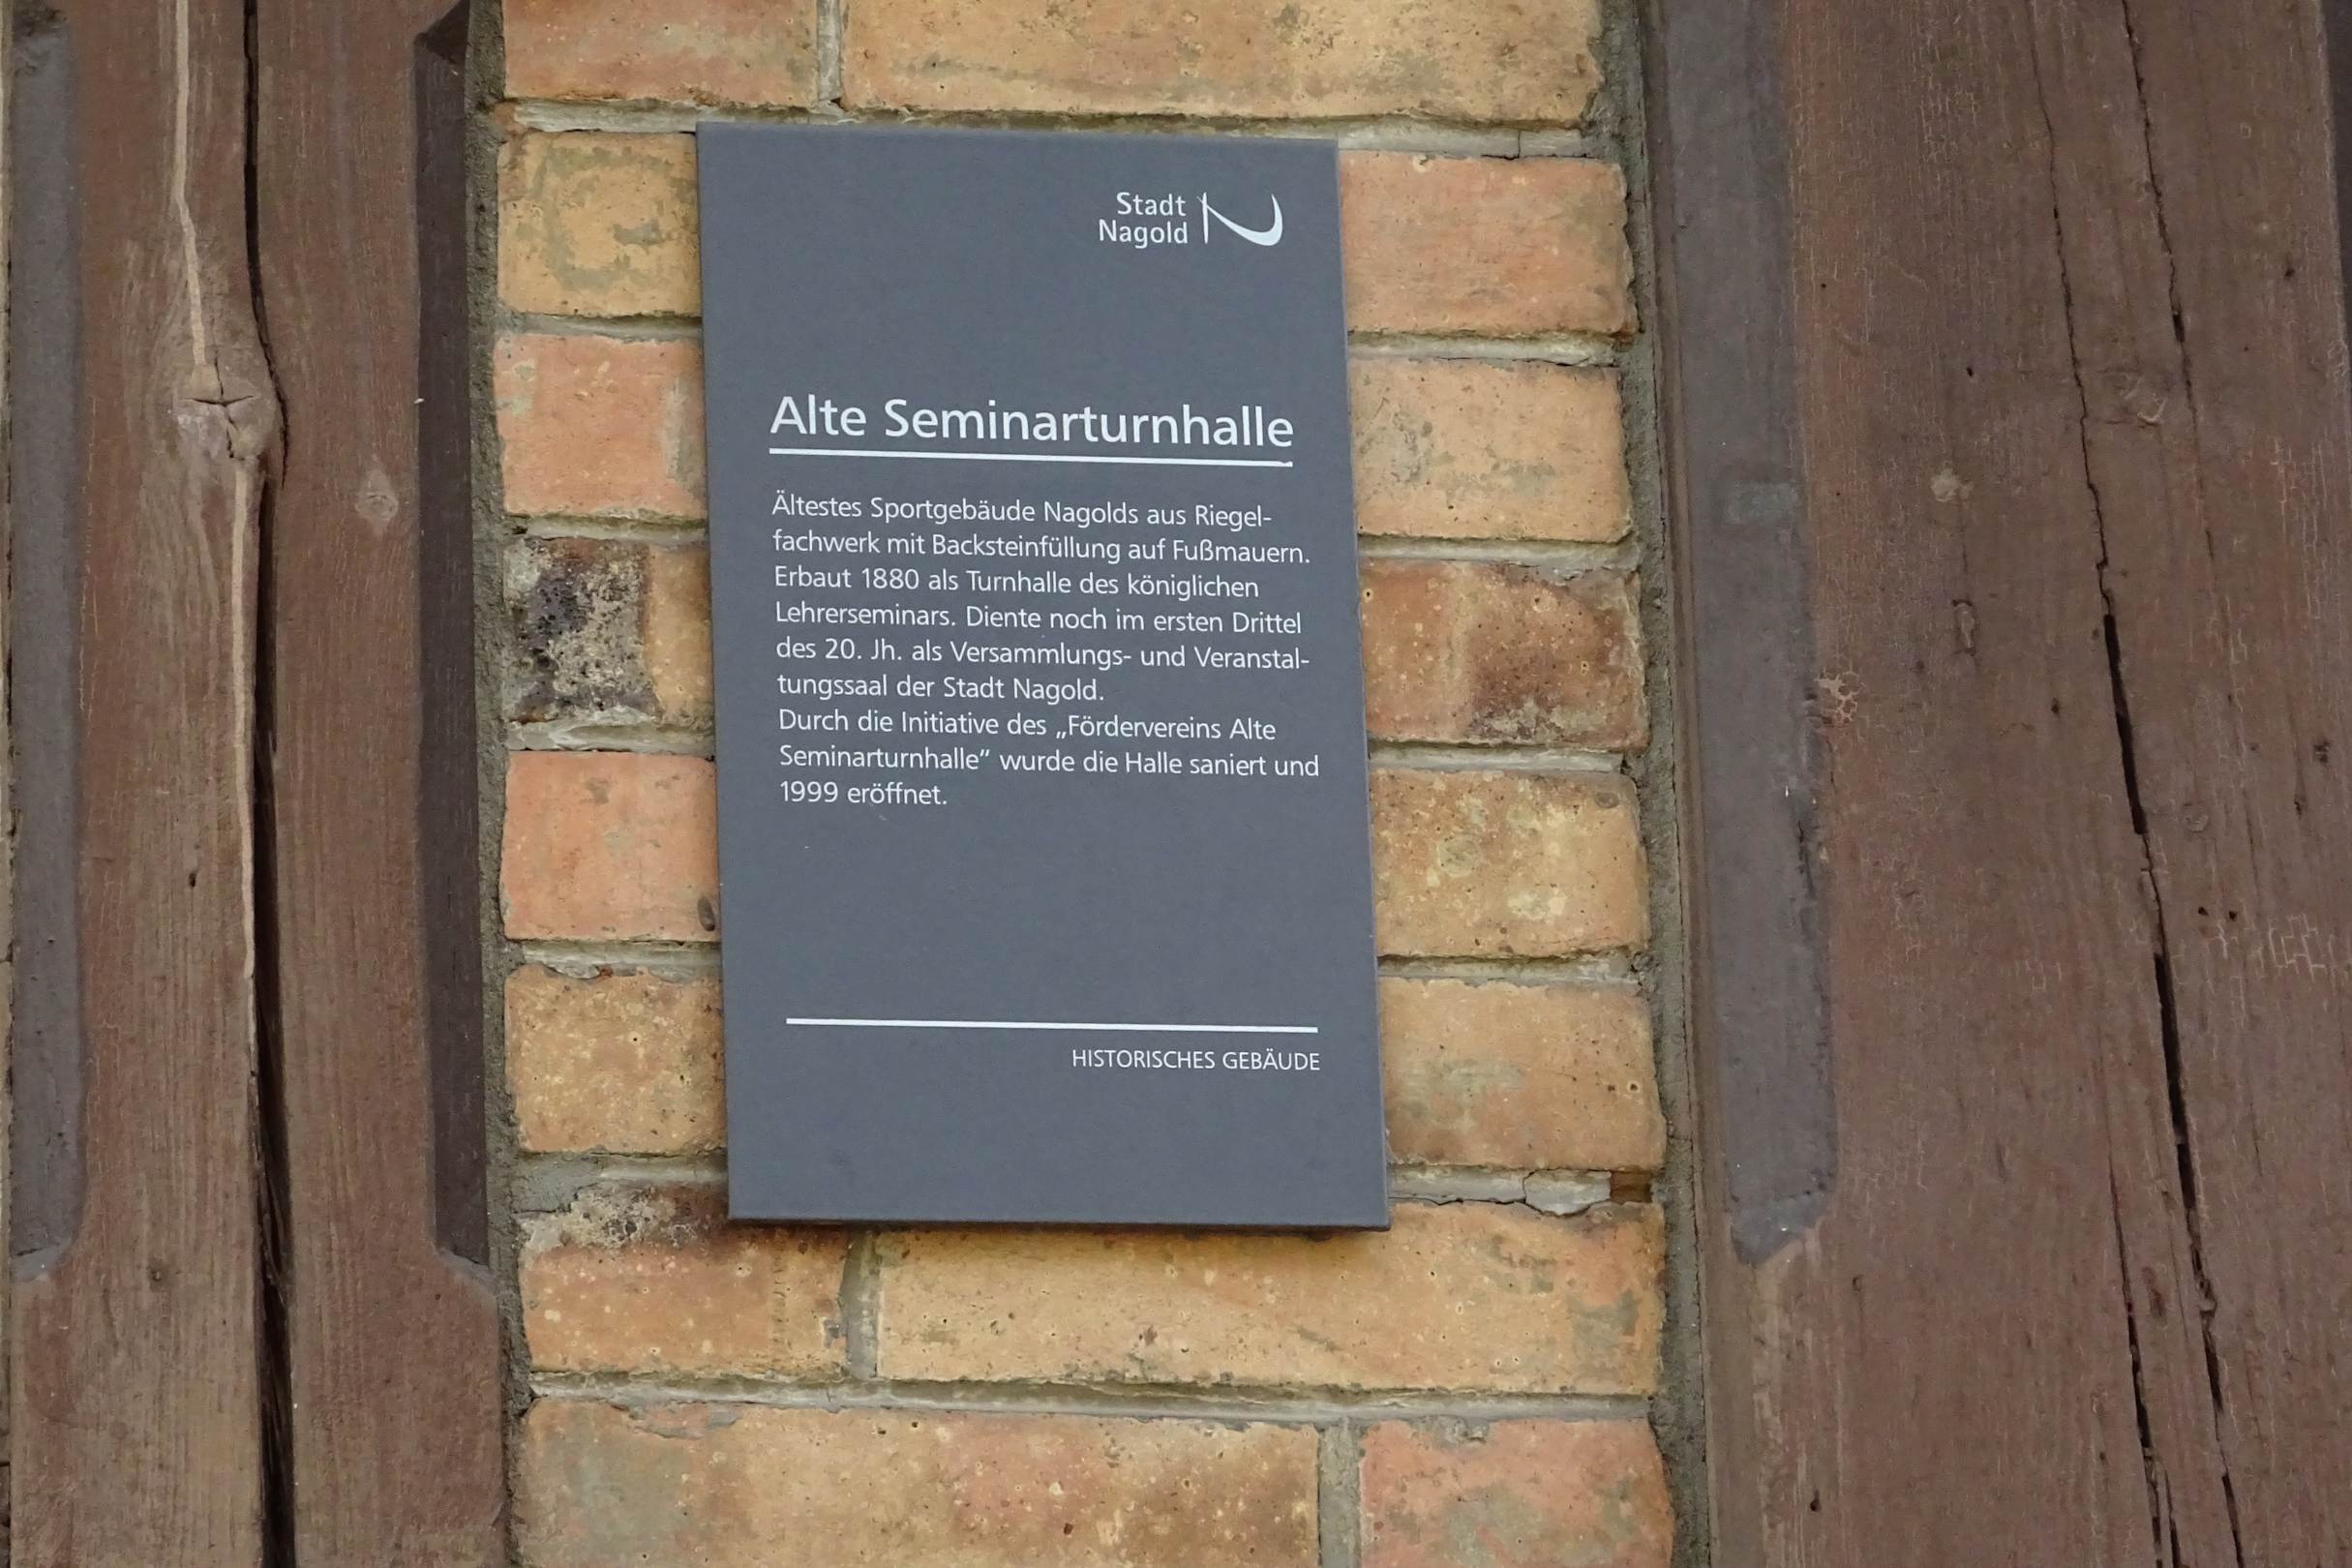 Stadt
Nagold
Alte Seminarturnhalle
Ältestes Sportgebäude Nagolds aus Riegel-
fachwerk mit Backsteinfüllung auf Fußmauern.
Erbaut 1880 als Turnhalle des königlichen
Lehrerseminars. Diente noch im ersten Drittel
des 20. Jh. als Versammlungs- und Veranstal-
tungssaal der Stadt Nagold.
Durch die Initiative des „Fördervereins Alte
Seminarturnhalle“ wurde die Halle saniert und
1999 eröffnet.
HISTORISCHES GEBÄUDE